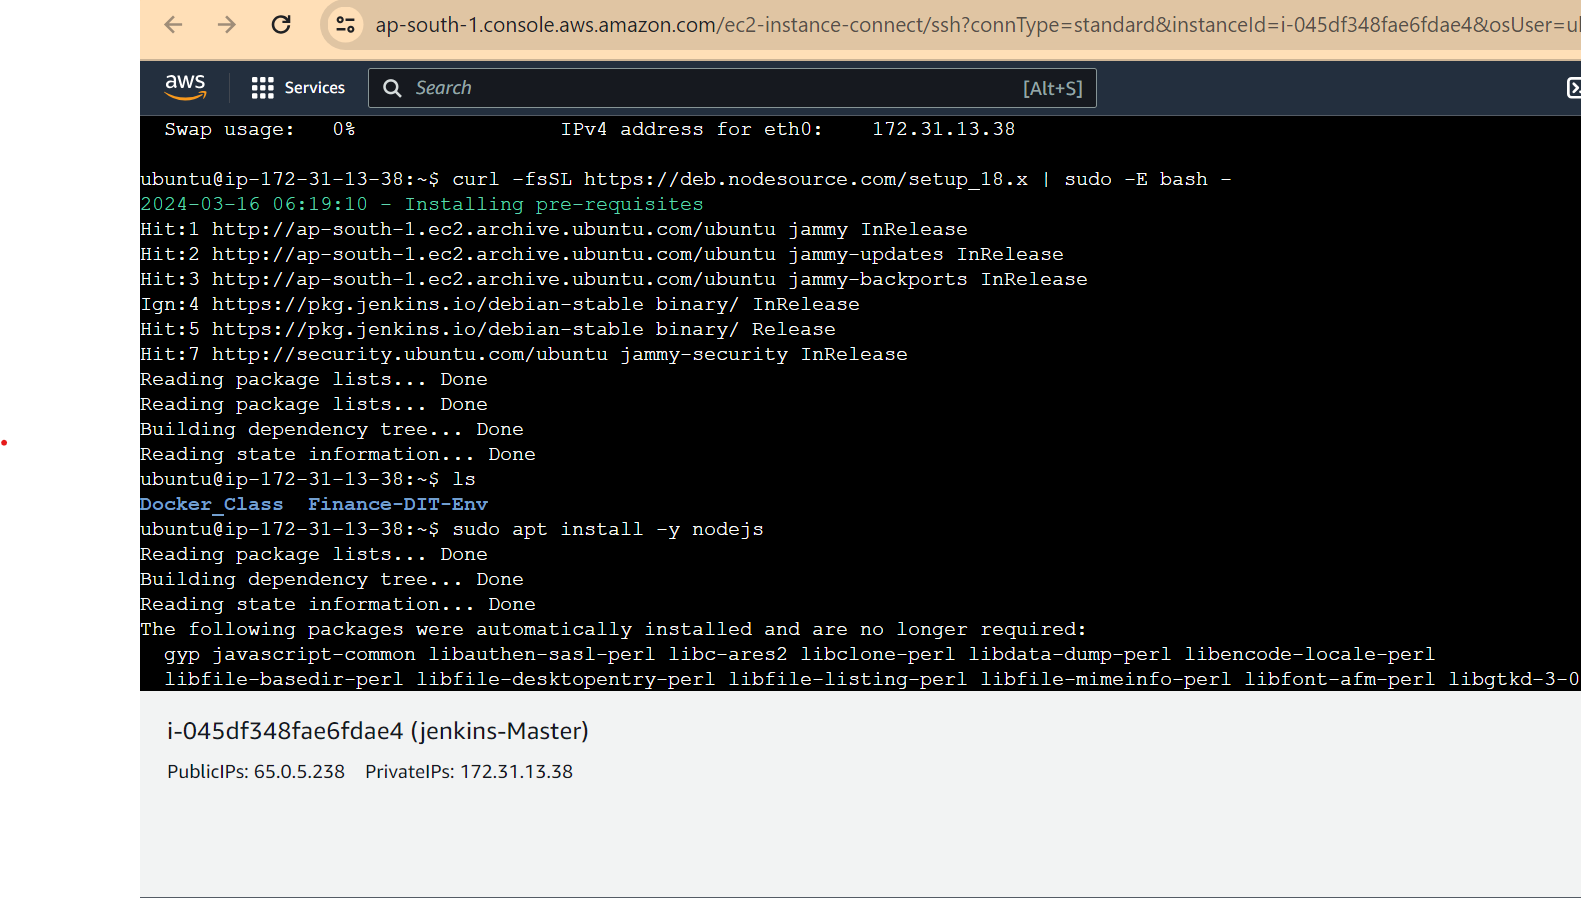 ap-south-1.console.aws.amazon.com/ec2-instance-connect/ssh?connType=standard&instanceId=i-045df348fae6fdae4&osUser=u
aws Services Search [Alt+S]
Swap usage: 0% IPv4 address for eth0: 172.31.13.38
ubuntu@ip-172-31-13-38:~$ curl -fsSL https://deb.nodesource.com/setup_18.x | sudo -E bash -
2024-03-16 06:19:10 - Installing pre-requisites
Hit:1 http://ap-south-1.ec2.archive.ubuntu.com/ubuntu jammy InRelease
Hit:2 http://ap-south-1.ec2.archive.ubuntu.com/ubuntu jammy-updates InRelease
Hit:3 http://ap-south-1.ec2.archive.ubuntu.com/ubuntu jammy-backports InRelease
Ign:4 https://pkg.jenkins.io/debian-stable binary/ InRelease
Hit:5 https://pkg.jenkins.io/debian-stable binary/ Release
Hit:7 http://security.ubuntu.com/ubuntu jammy-security InRelease
Reading package lists... Done
Reading package lists... Done
Building dependency tree... Done
Reading state information... Done
ubuntu@ip-172-31-13-38:~$ ls
Docker_Class Finance-DIT-Env
ubuntu@ip-172-31-13-38:~$ sudo apt install -y nodejs
Reading package lists... Done
Building dependency tree... Done
Reading state information... Done
The following packages were automatically installed and are no longer required:
gyp javascript-common libauthen-sasl-perl libc-ares2 libclone-perl libdata-dump-perl libencode-locale-perl
libfile-basedir-perl libfile-desktopentry-perl libfile-listing-perl libfile-mimeinfo-perl libfont-afm-perl libgtkd-3-0
i-045df348fae6fdae4 (jenkins-Master)
PublicIPs: 65.0.5.238 PrivateIPs: 172.31.13.38